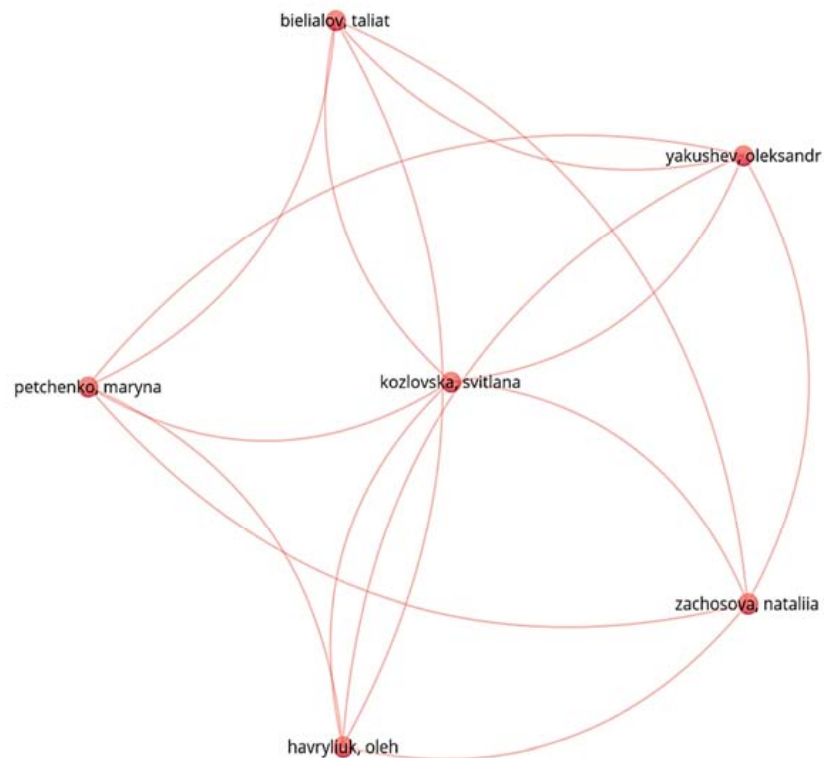 bielialov, taliat
yakushev, oleksandr
petchenko, maryna
kozlovska, svitlana
zachosova, nataliia
havryliuk, oleh